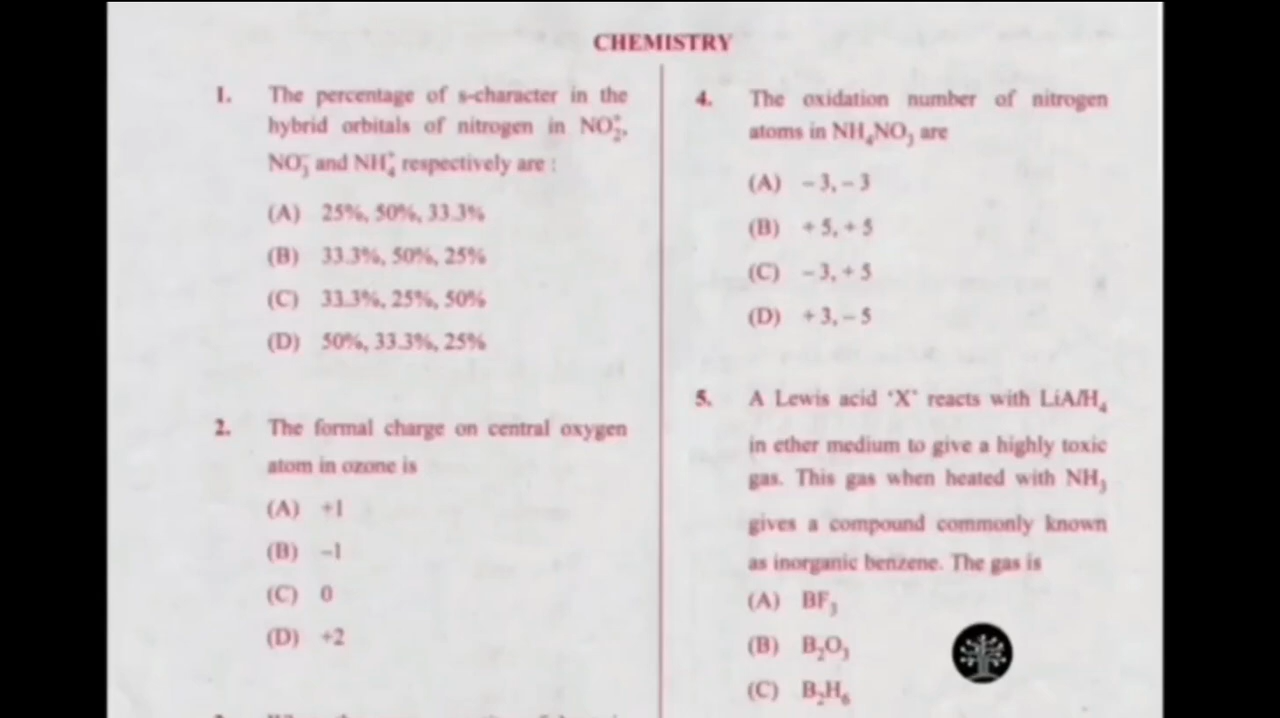 CHEMISTRY
1. The percentage of s-character in the
hybrid orbitals of nitrogen in NO₂⁺,
NO₃⁻ and NH₄⁺ respectively are :
(A) 25%, 50%, 33.3%
(B) 33.3%, 50%, 25%
(C) 33.3%, 25%, 50%
(D) 50%, 33.3%, 25%
2. The formal charge on central oxygen
atom in ozone is
(A) +1
(B) –1
(C) 0
(D) +2
4. The oxidation number of nitrogen
atoms in NH₄NO₃ are
(A) – 3, – 3
(B) + 5, + 5
(C) – 3, + 5
(D) + 3, – 5
5. A Lewis acid ‘X’ reacts with LiAlH₄
in ether medium to give a highly toxic
gas. This gas when heated with NH₃
gives a compound commonly known
as inorganic benzene. The gas is
(A) BF₃
(B) B₂O₃
(C) B₂H₆